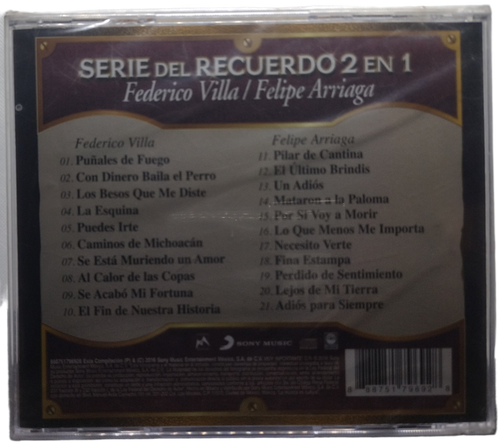 SERIE DEL RECUERDO 2 EN 1
Federico Villa / Felipe Arriaga
Federico Villa
01. Puñales de Fuego
02. Con Dinero Baila el Perro
03. Los Besos Que Me Diste
04. La Esquina
05. Puedes Irte
06. Caminos de Michoacán
07. Se Está Muriendo un Amor
08. Al Calor de las Copas
09. Se Acabó Mi Fortuna
10. El Fin de Nuestra Historia
Felipe Arriaga
11. Pilar de Cantina
12. El Último Brindis
13. Un Adiós
14. Mataron a la Paloma
15. Por Si Voy a Morir
16. Lo Que Menos Me Importa
17. Necesito Verte
18. Fina Estampa
19. Perdido de Sentimiento
20. Lejos de Mi Tierra
21. Adiós para Siempre
SONY MUSIC